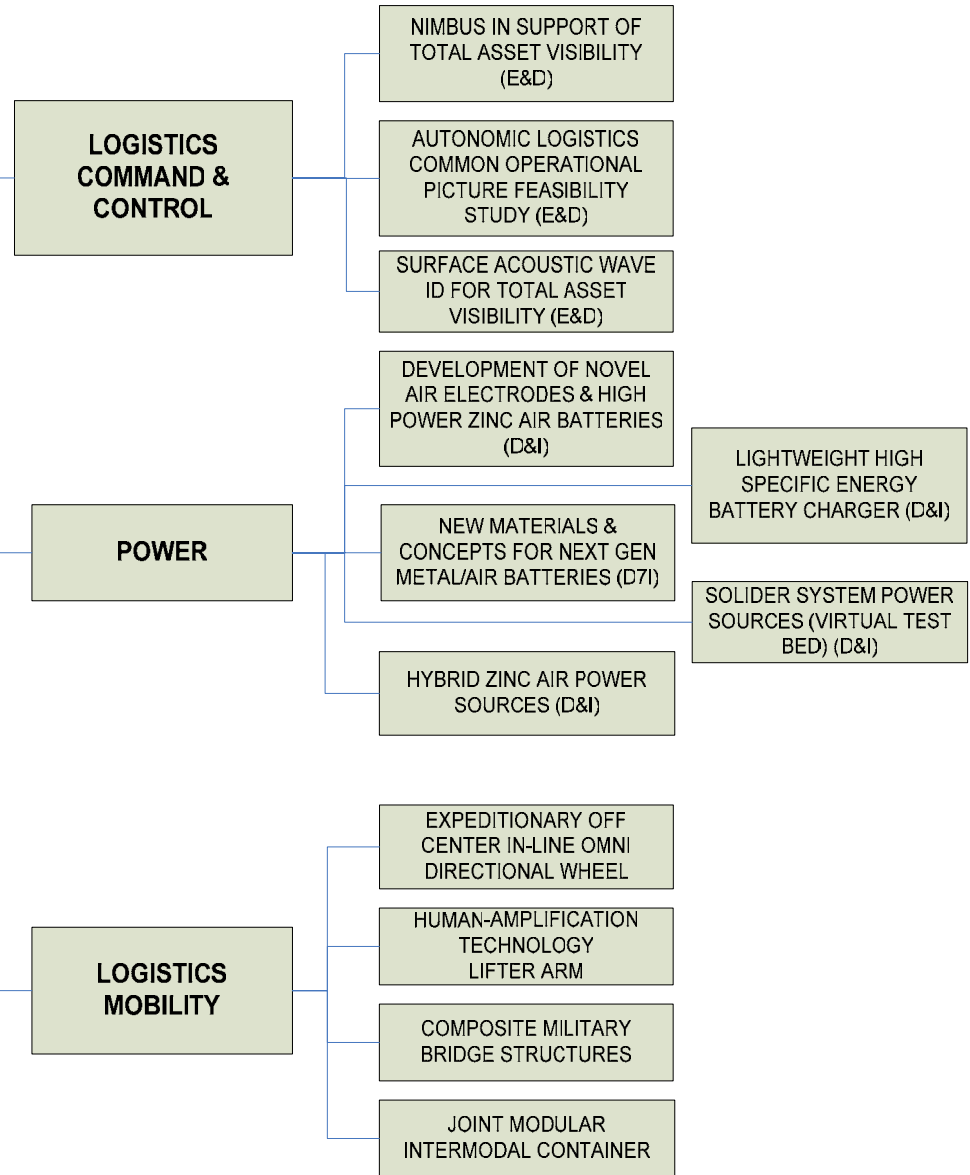 LOGISTICS
COMMAND &
CONTROL
NIMBUS IN SUPPORT OF
TOTAL ASSET VISIBILITY
(E&D)
AUTONOMIC LOGISTICS
COMMON OPERATIONAL
PICTURE FEASIBILITY
STUDY (E&D)
SURFACE ACOUSTIC WAVE
ID FOR TOTAL ASSET
VISIBILITY (E&D)
POWER
DEVELOPMENT OF NOVEL
AIR ELECTRODES & HIGH
POWER ZINC AIR BATTERIES
(D&I)
LIGHTWEIGHT HIGH
SPECIFIC ENERGY
BATTERY CHARGER (D&I)
NEW MATERIALS &
CONCEPTS FOR NEXT GEN
METAL/AIR BATTERIES (D7I)
SOLIDER SYSTEM POWER
SOURCES (VIRTUAL TEST
BED) (D&I)
HYBRID ZINC AIR POWER
SOURCES (D&I)
LOGISTICS
MOBILITY
EXPEDITIONARY OFF
CENTER IN-LINE OMNI
DIRECTIONAL WHEEL
HUMAN-AMPLIFICATION
TECHNOLOGY
LIFTER ARM
COMPOSITE MILITARY
BRIDGE STRUCTURES
JOINT MODULAR
INTERMODAL CONTAINER